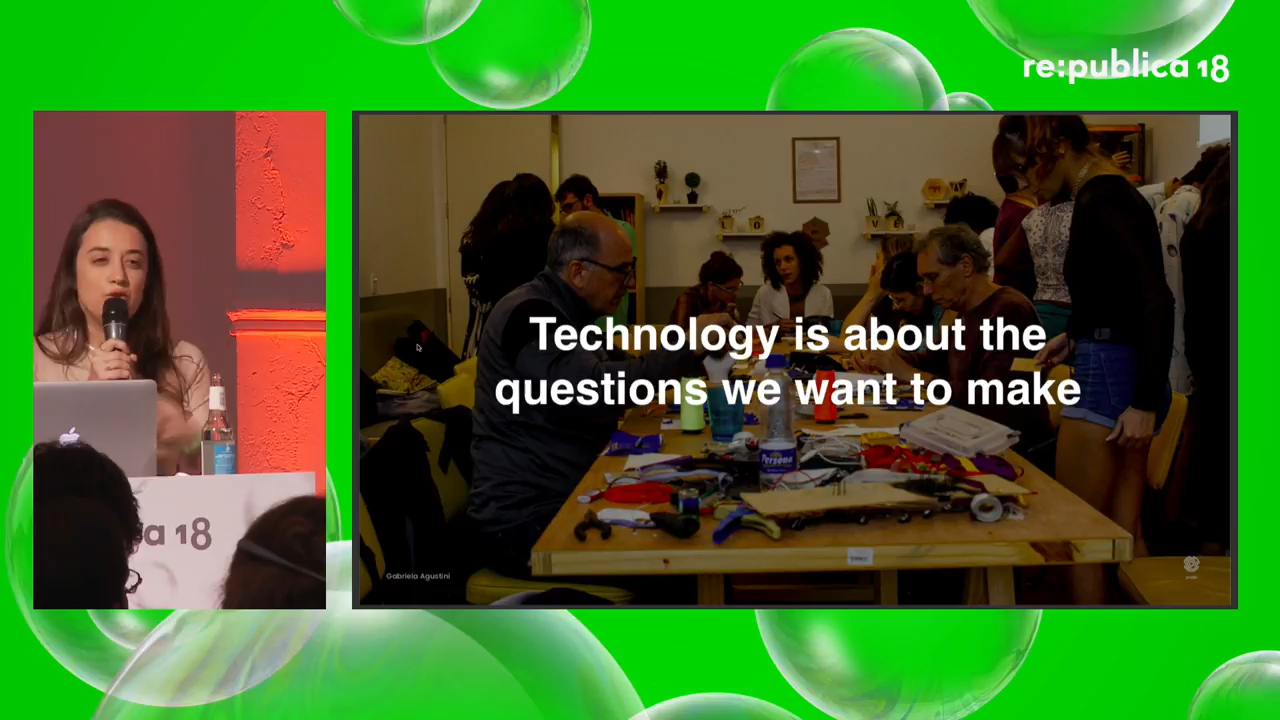 re:publica 18
Technology is about the
questions we want to make
Persona
a 18
Gabriela Agustini